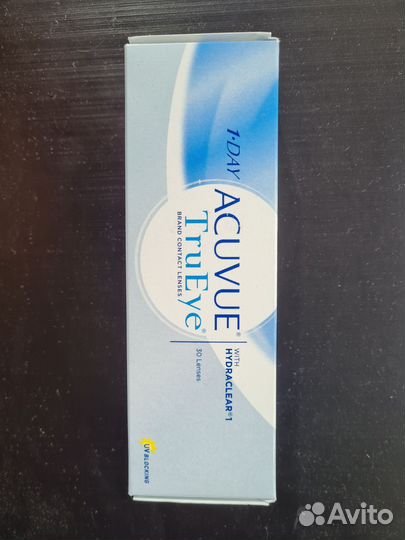 1·DAY
ACUVUE®
TruEye®
BRAND CONTACT LENSES
WITH
HYDRACLEAR®1
30 Lenses
UV BLOCKING
Avito